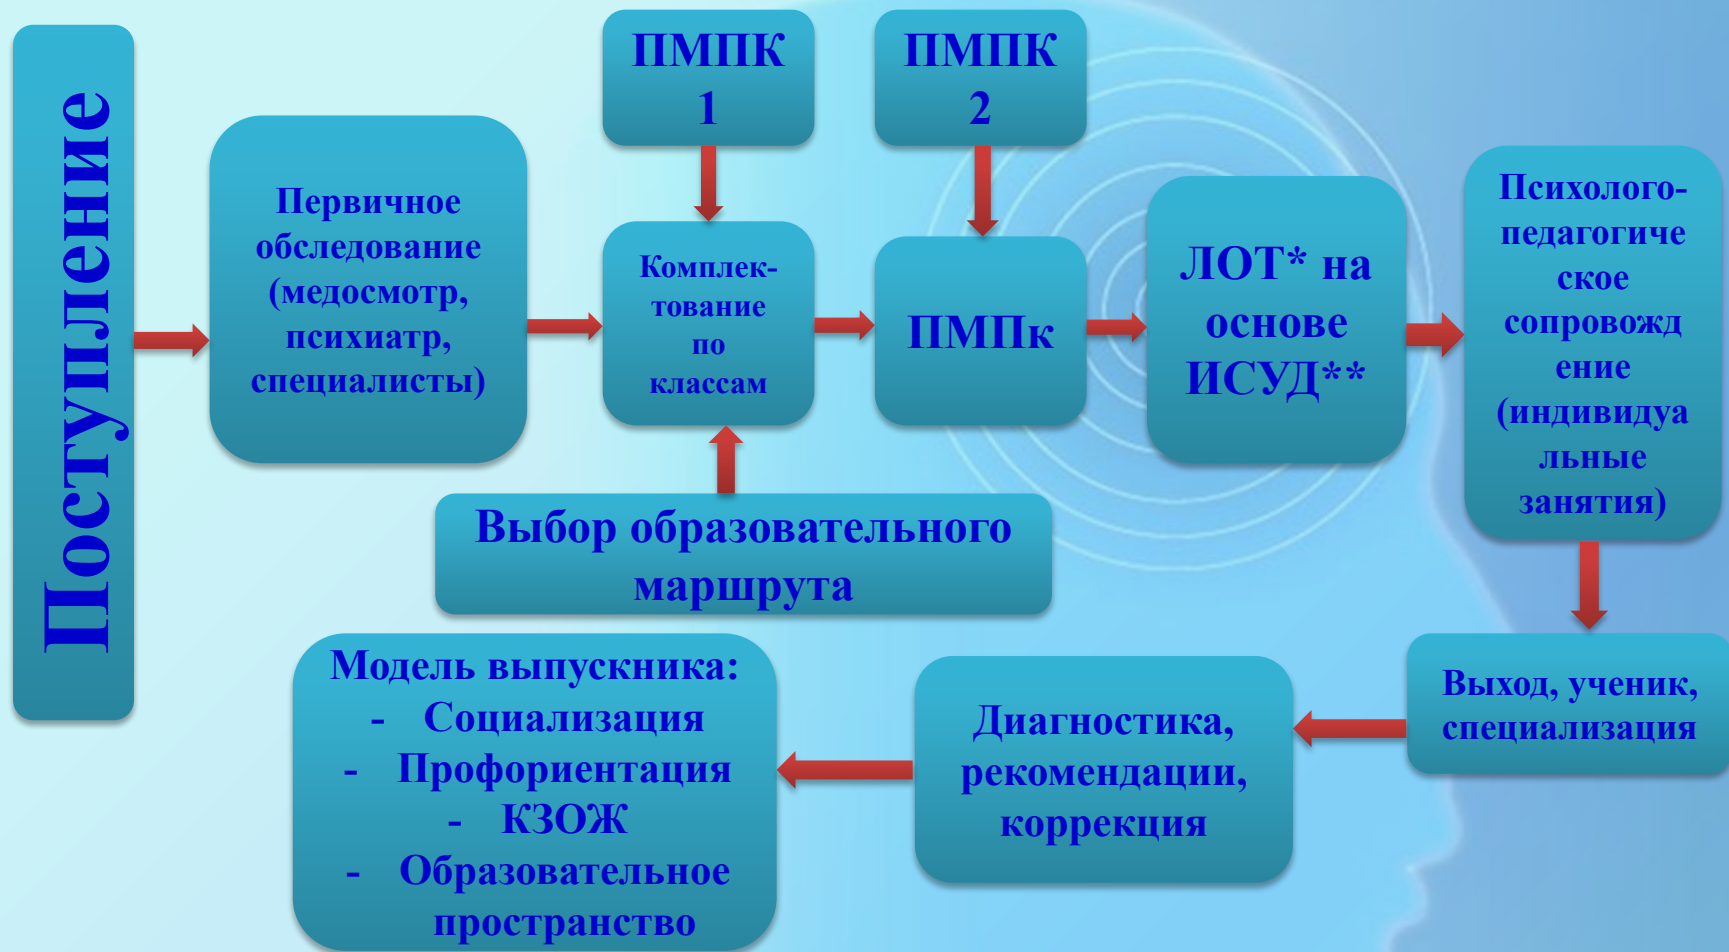 Поступление
Первичное
обследование
(медосмотр,
психиатр,
специалисты)
ПМПК
1
Комплек-
тование
по
классам
Выбор образовательного
маршрута
ПМПК
2
ПМПк
ЛОТ* на
основе
ИСУД**
Психолого-
педагогиче
ское
сопровожд
ение
(индивидуа
льные
занятия)
Выход, ученик,
специализация
Диагностика,
рекомендации,
коррекция
Модель выпускника:
- Социализация
- Профориентация
- КЗОЖ
- Образовательное
пространство